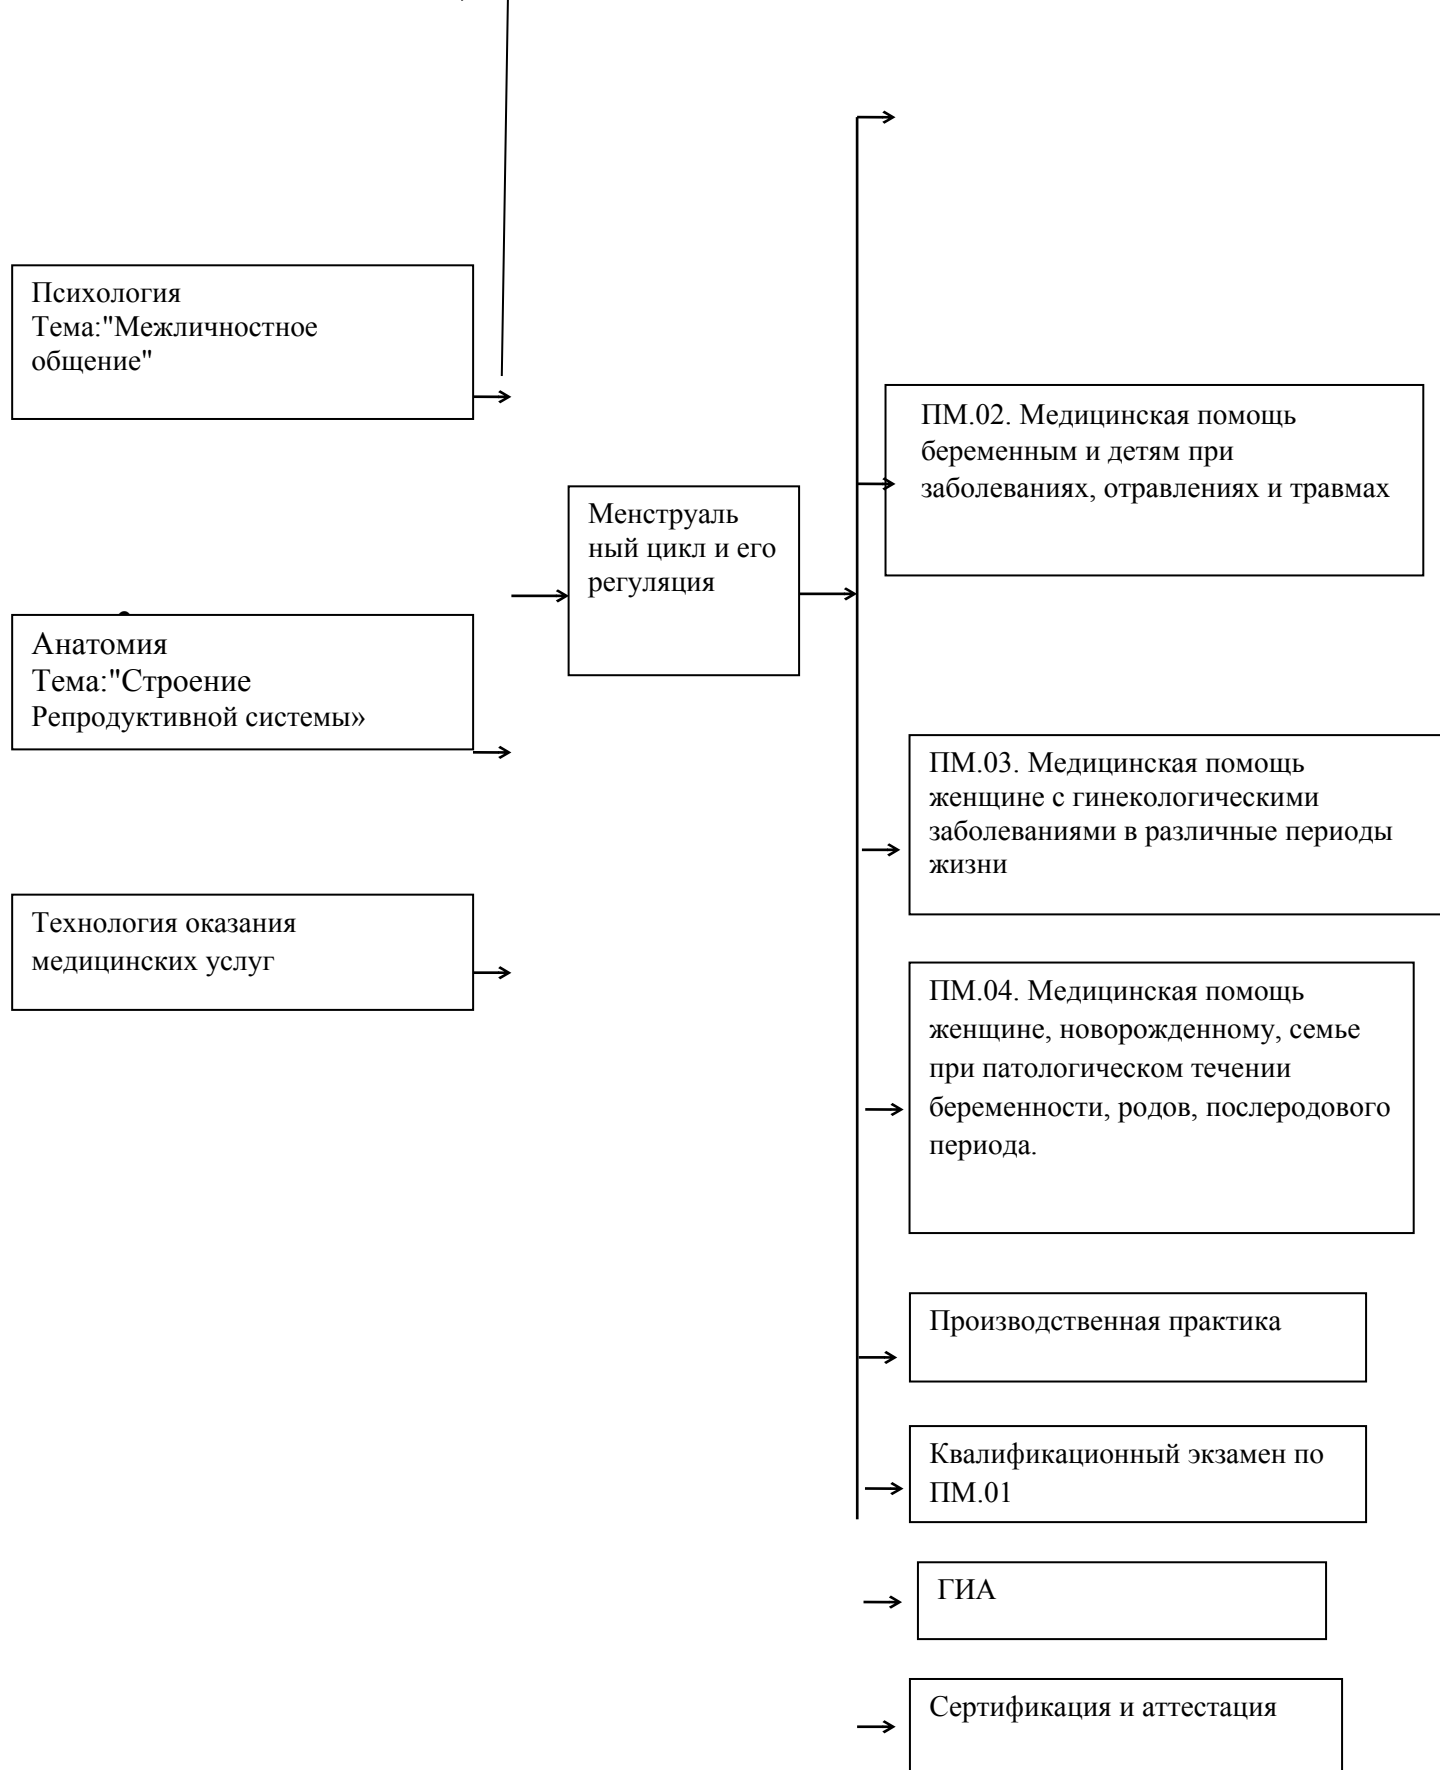 Психология
Тема:"Межличностное
общение"
Анатомия
Тема:"Строение
Репродуктивной системы»
Технология оказания
медицинских услуг
Менструаль
ный цикл и его
регуляция
ПМ.02. Медицинская помощь
беременным и детям при
заболеваниях, отравлениях и травмах
ПМ.03. Медицинская помощь
женщине с гинекологическими
заболеваниями в различные периоды
жизни
ПМ.04. Медицинская помощь
женщине, новорожденному, семье
при патологическом течении
беременности, родов, послеродового
периода.
Производственная практика
Квалификационный экзамен по
ПМ.01
ГИА
Сертификация и аттестация